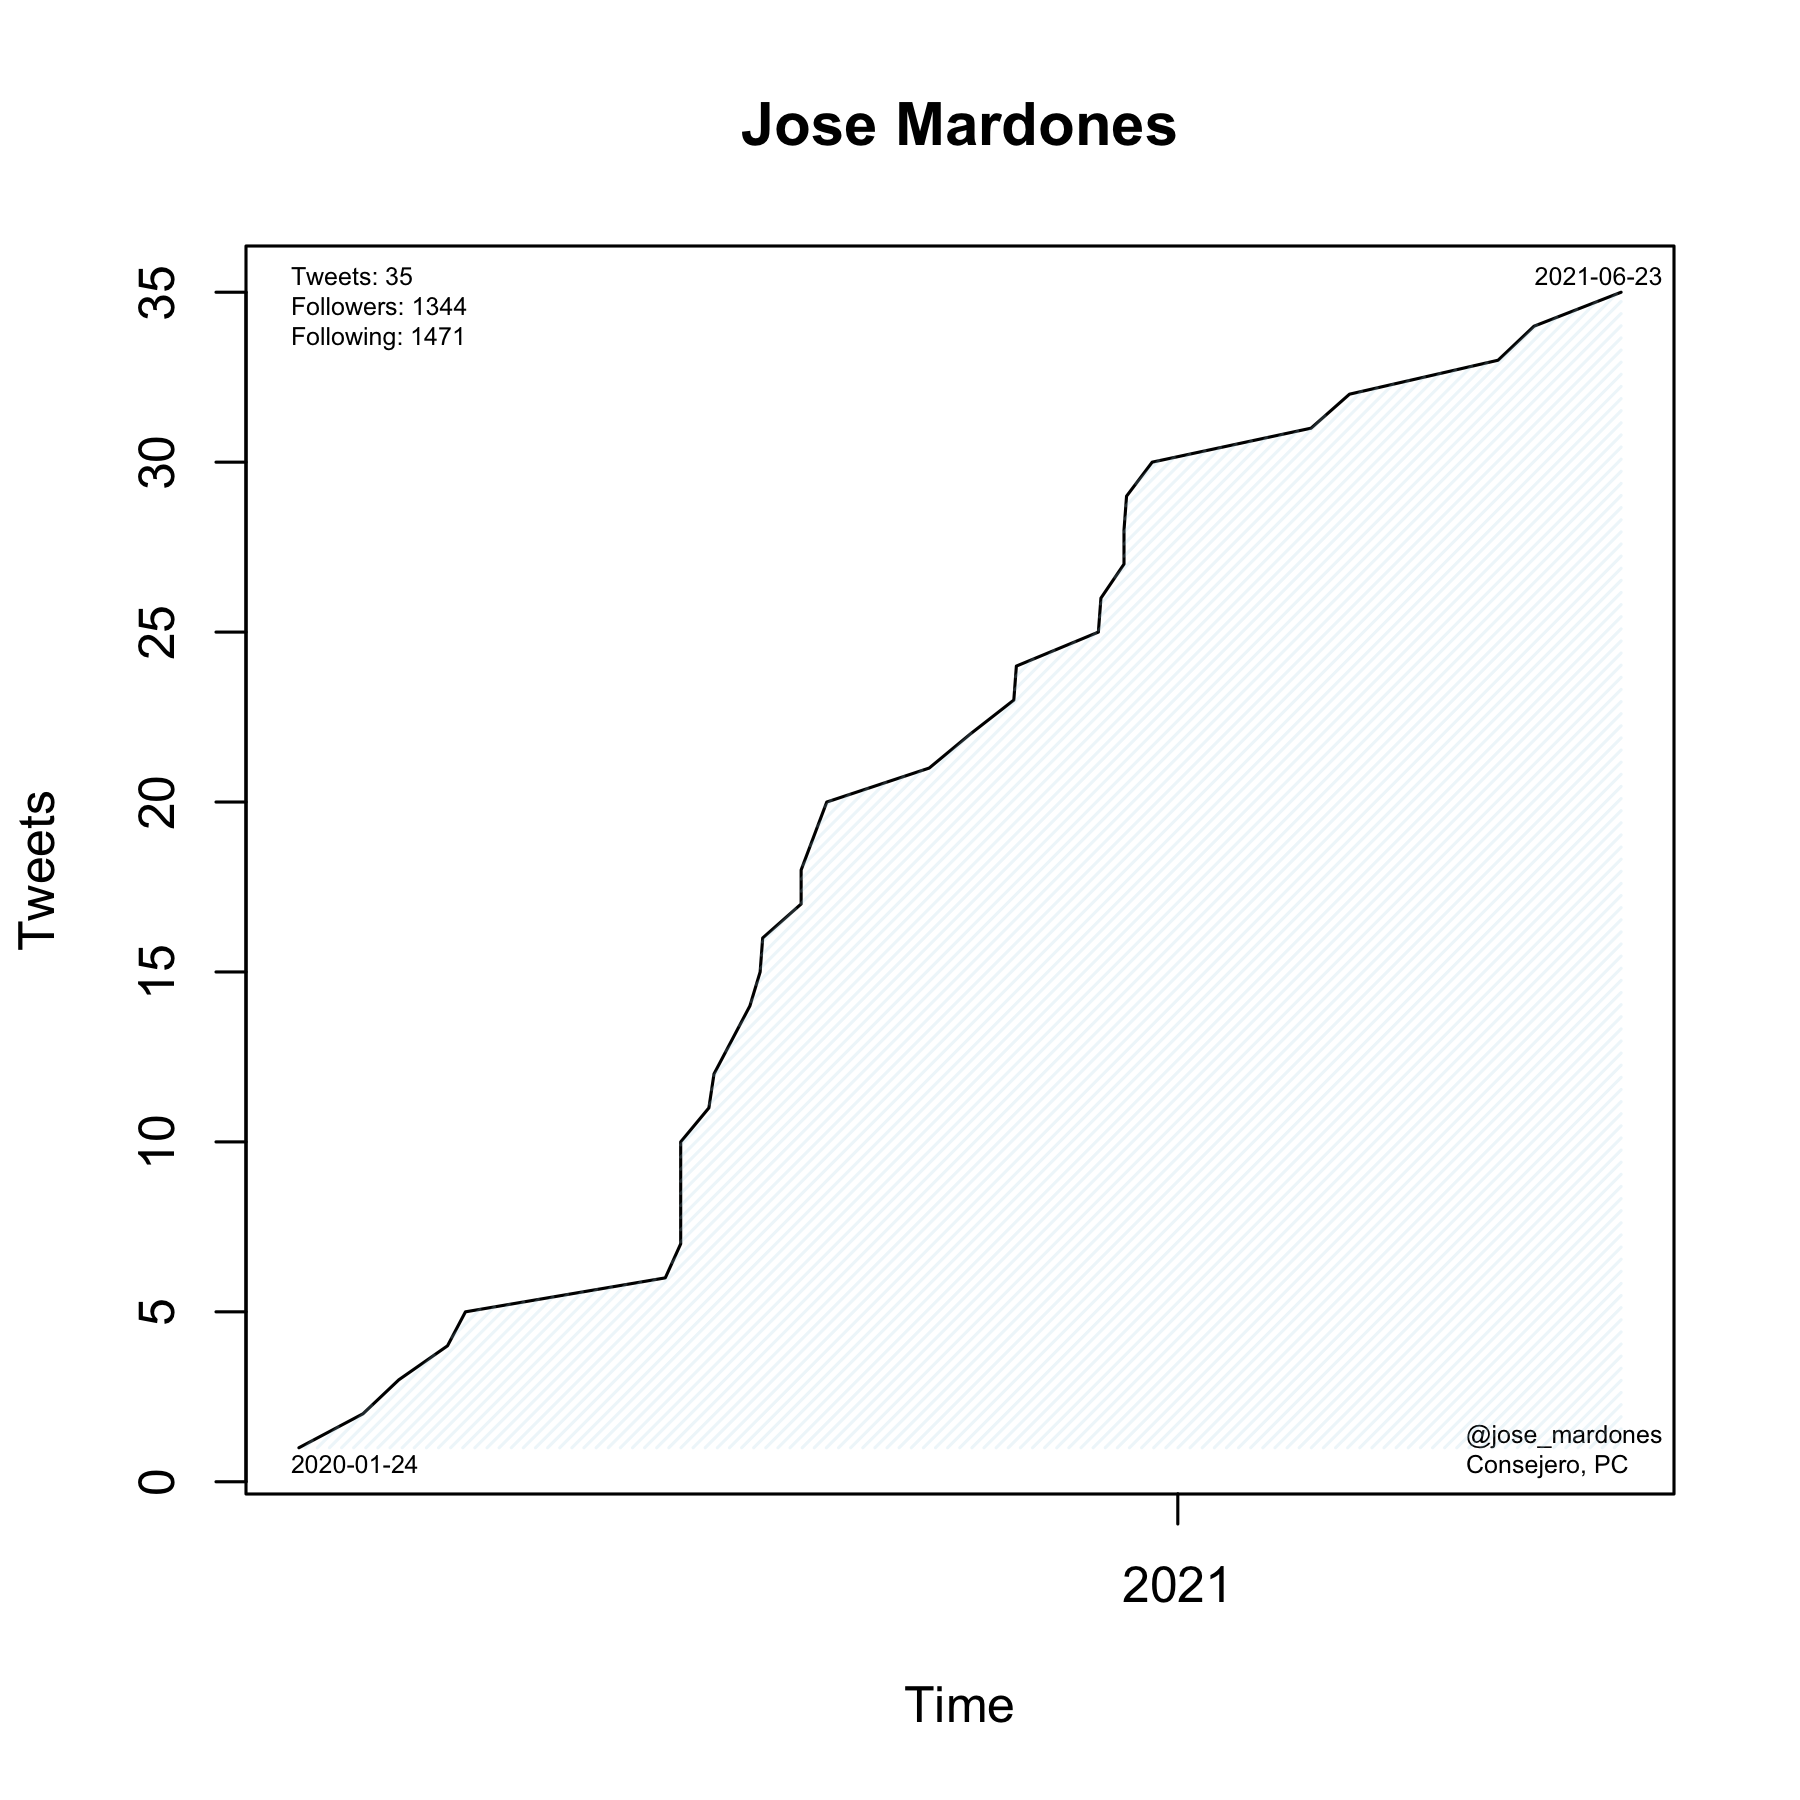 Jose Mardones
Tweets: 35
Followers: 1344
Following: 1471
2021-06-23
Tweets
35
30
25
20
15
10
5
0
2020-01-24
@jose_mardones
Consejero, PC
2021
Time